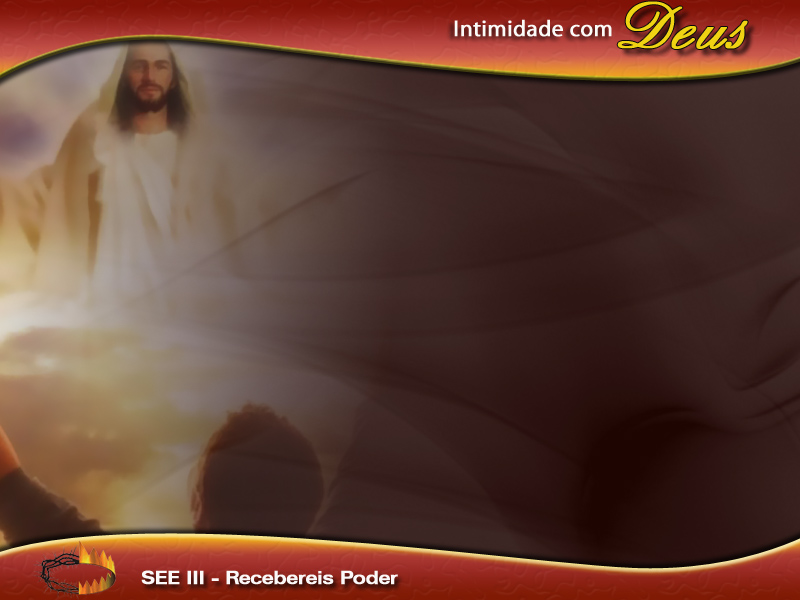 Intimidade com Deus
SEE III - Recebereis Poder